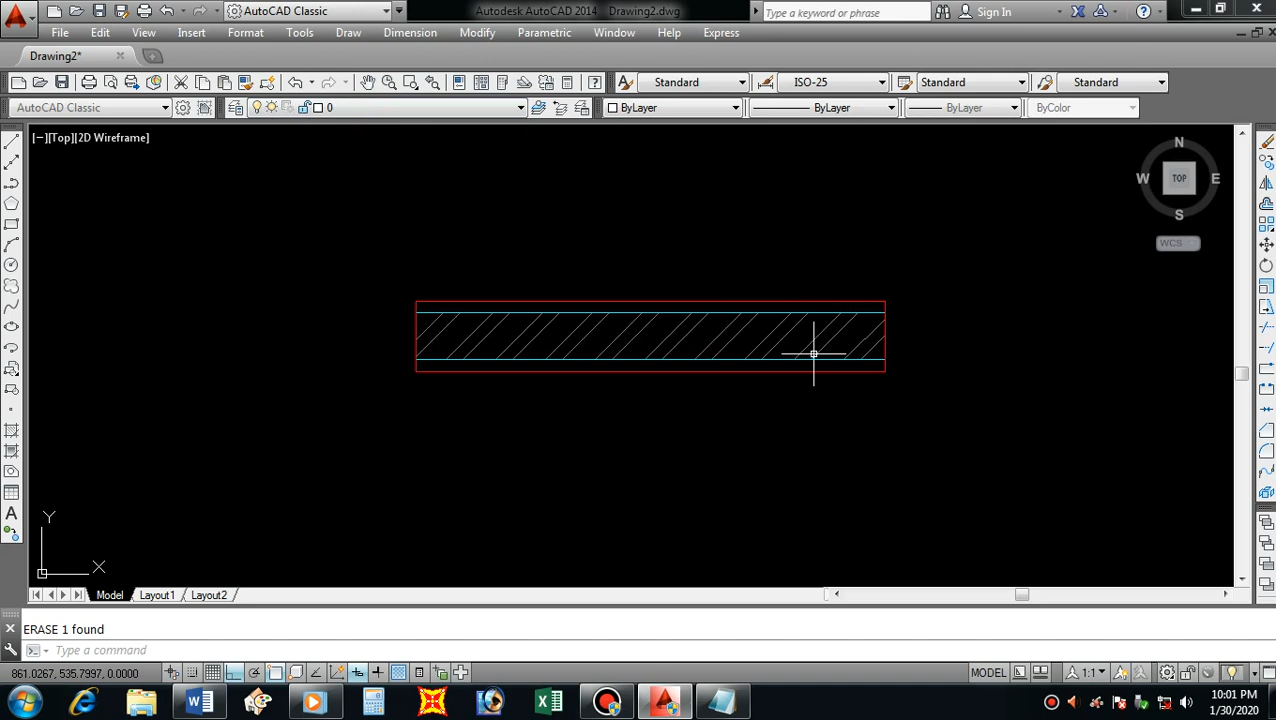 AutoCAD Classic
Autodesk AutoCAD 2014
Drawing2.dwg
Type a keyword or phrase
Sign In
File Edit View Insert Format Tools Draw Dimension Modify Parametric Window Help Express
Drawing2*
Standard
ISO-25
Standard
Standard
AutoCAD Classic
0
ByLayer
ByLayer
ByLayer
ByColor
[−][Top][2D Wireframe]
N
W
TOP
E
S
WCS
Y
X
Model Layout1 Layout2
ERASE 1 found
Type a command
861.0267, 535.7997, 0.0000
MODEL
1:1
10:01 PM
1/30/2020